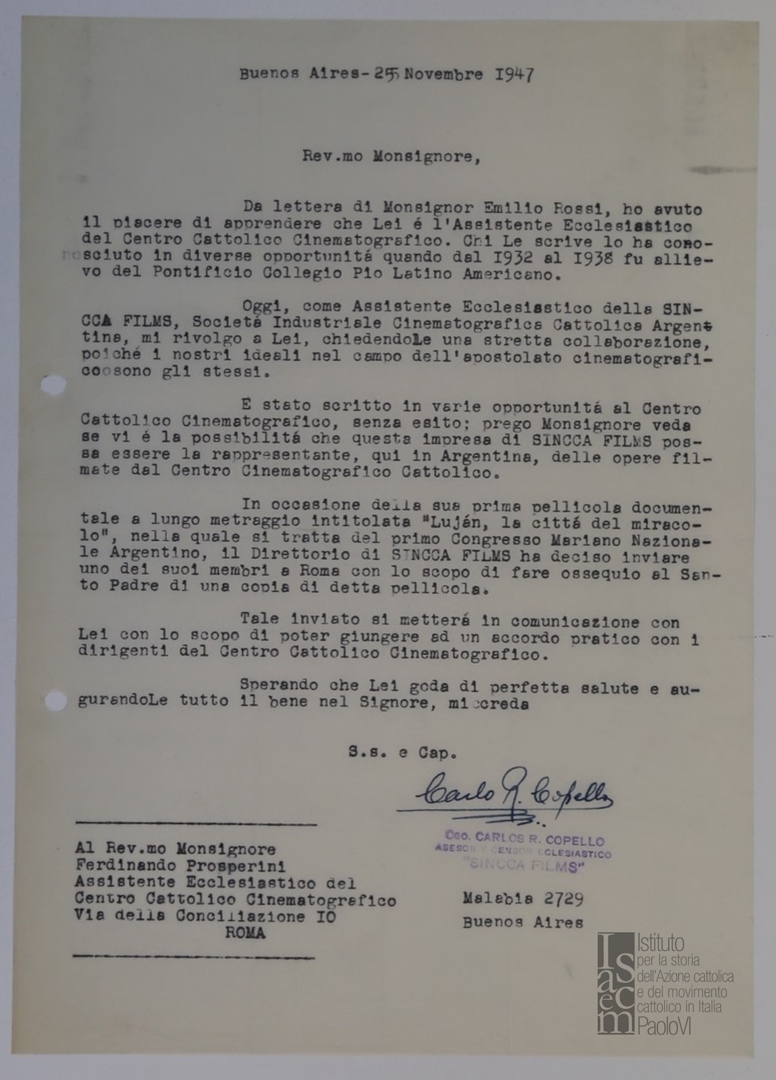 Buenos Aires- 25 Novembre I947
Rev.mo Monsignore,
Da lettera di Monsignor Emilio Rossi, ho avuto
il piacere di apprendere che Lei é l'Assistente Ecclesiastico
del Centro Cattolico Cinematografico. Chi Le scrive lo ha cono-
sciuto in diverse opportunitá quando dal I932 al I938 fu allie-
vo del Pontificio Collegio Pio Latino Americano.
Oggi, come Assistente Ecclesiastico della SIN-
CCA FILMS, Societá Industriale Cinematografica Cattolica Argent
tina, mi rivolgo a Lei, chiedendoLe una stretta collaborazione,
poiché i nostri ideali nel campo dell'apostolato cinematografi-
co sono gli stessi.
E stato scritto in varie opportunitá al Centro
Cattolico Cinematografico, senza esito; prego Monsignore veda
se vi é la possibilitá che questa impresa di SINCCA FILMS pos-
sa essere la rappresentante, qui in Argentina, delle opere fil-
mate dal Centro Cinematografico Cattolico.
In occasione della sua prima pellicola documen-
tale a lungo metraggio intitolata "Luján, la cittá del miraco-
lo", nella quale si tratta del primo Congresso Mariano Naziona-
le Argentino, il Direttorio di SINCCA FILMS ha deciso inviare
uno dei suoi membri a Roma con lo scopo di fare ossequio al San-
to Padre di una copia di detta pellicola.
Tale inviato si metterá in comunicazione con
Lei con lo scopo di poter giungere ad un accordo pratico con i
dirigenti del Centro Cattolico Cinematografico.
Sperando che Lei goda di perfetta salute e au-
gurandoLe tutto il bene nel Signore, mi creda
S.s. e Cap.
Carlo R. Copello
Cgo. CARLOS R. COPELLO
ASESOR Y CENSOR ECLESIASTICO
"SINCCA FILMS"
Malabia 2729
Buenos Aires
Al Rev.mo Monsignore
Ferdinando Prosperini
Assistente Ecclesiastico del
Centro Cattolico Cinematografico
Via della Conciliazione IO
ROMA
Isacem
Istituto
per la storia
dell'Azione cattolica
e del movimento
cattolico in Italia
PaoloVI